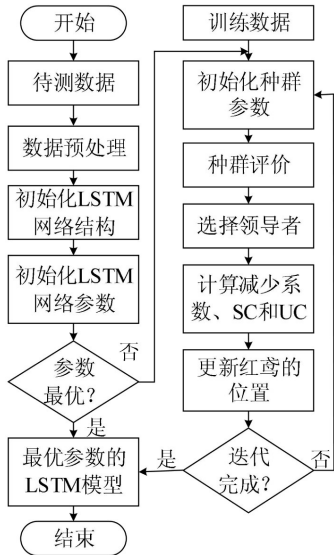 开始
待测数据
数据预处理
初始化LSTM
网络结构
初始化LSTM
网络参数
否
参数
最优？
是
最优参数的
LSTM模型
结束
训练数据
初始化种群
参数
种群评价
选择领导者
计算减少系
数、SC和UC
更新红鸢的
位置
迭代
完成？
是
否